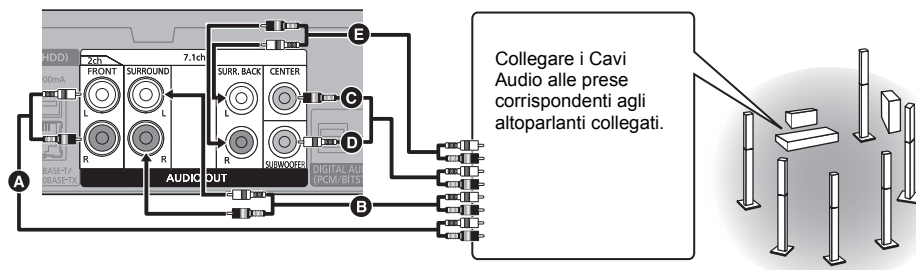 HDD)
2ch
7.1ch
FRONT
SURROUND
SURR. BACK
CENTER
L
L
L
R
R
R
SUBWOOFER
AUDIO OUT
DIGITAL AU
(PCM/BITS
BASE-T/
0BASE-TX
00mA
A
B
C
D
E
Collegare i Cavi
Audio alle prese
corrispondenti agli
altoparlanti collegati.